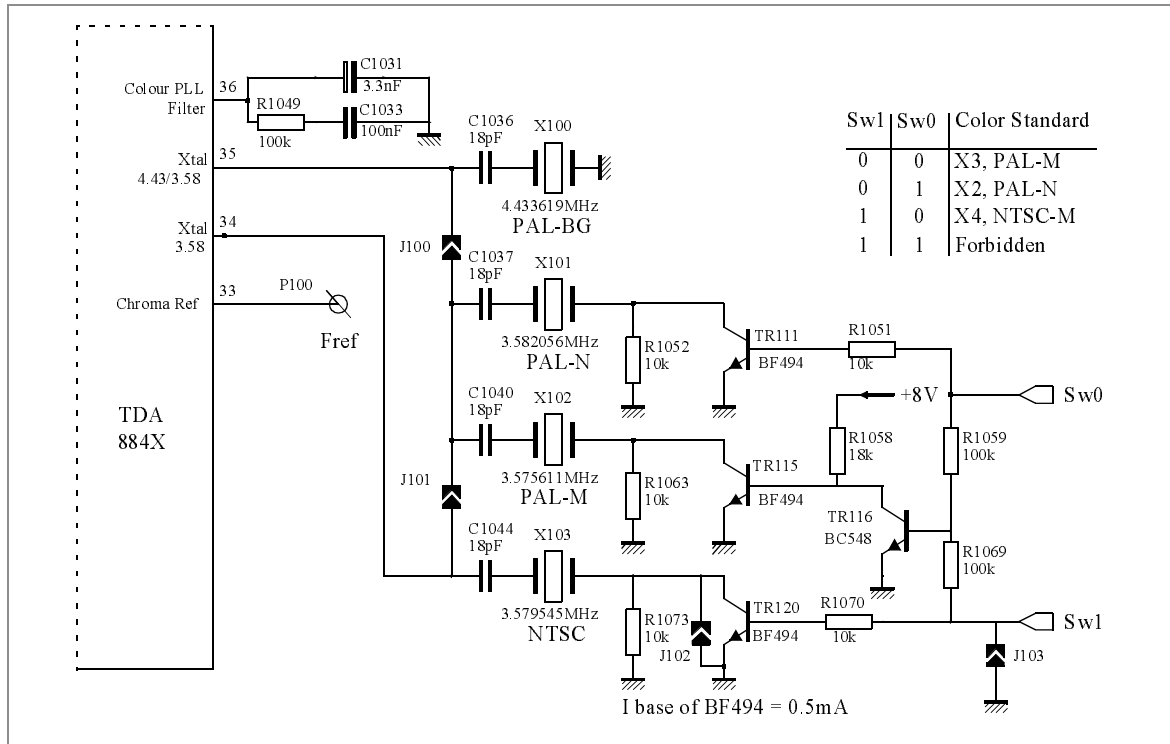 Colour PLL
Filter
36
R1049
100k
C1031
3.3nF
C1033
100nF
Xtal
4.43/3.58
35
C1036
18pF
X100
4.433619MHz
PAL-BG
Sw1 Sw0 Color Standard
0 0 X3, PAL-M
0 1 X2, PAL-N
1 0 X4, NTSC-M
1 1 Forbidden
Xtal
3.58
34
J100
C1037
18pF
X101
3.582056MHz
PAL-N
Chroma Ref
33
P100
Fref
R1052
10k
TR111
BF494
R1051
10k
+8V
Sw0
TDA
884X
C1040
18pF
X102
3.575611MHz
PAL-M
J101
R1063
10k
TR115
BF494
R1058
18k
R1059
100k
TR116
BC548
R1069
100k
C1044
18pF
X103
3.579545MHz
NTSC
R1073
10k
J102
TR120
BF494
R1070
10k
Sw1
J103
I base of BF494 = 0.5mA